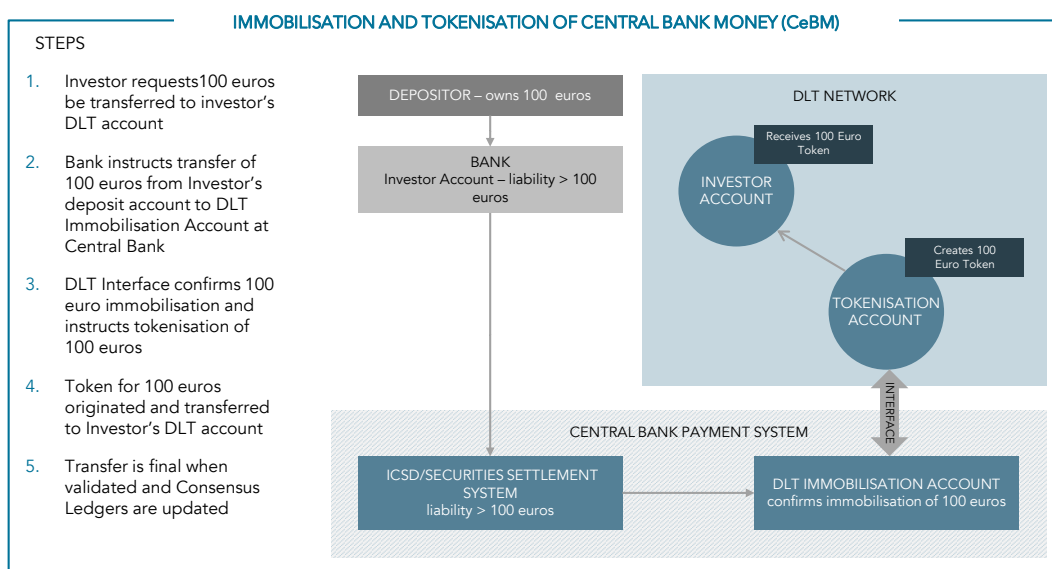 IMMOBILISATION AND TOKENISATION OF CENTRAL BANK MONEY (CeBM)
STEPS
1. Investor requests100 euros
be transferred to investor's
DLT account
2. Bank instructs transfer of
100 euros from Investor's
deposit account to DLT
Immobilisation Account at
Central Bank
3. DLT Interface confirms 100
euro immobilisation and
instructs tokenisation of
100 euros
4. Token for 100 euros
originated and transferred
to Investor's DLT account
5. Transfer is final when
validated and Consensus
Ledgers are updated
DEPOSITOR – owns 100 euros
BANK
Investor Account – liability > 100
euros
DLT NETWORK
Receives 100 Euro
Token
INVESTOR
ACCOUNT
Creates 100
Euro Token
TOKENISATION
ACCOUNT
INTERFACE
CENTRAL BANK PAYMENT SYSTEM
ICSD/SECURITIES SETTLEMENT
SYSTEM
liability > 100 euros
DLT IMMOBILISATION ACCOUNT
confirms immobilisation of 100 euros